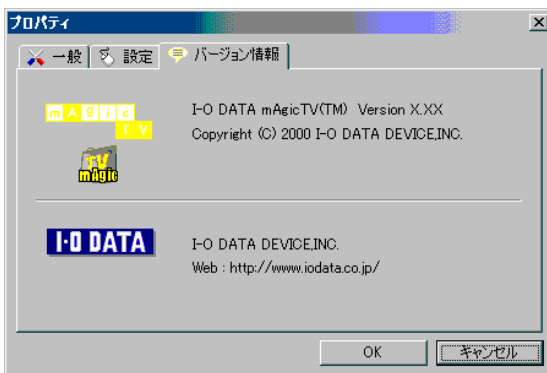 プロパティ
一般 設定 バージョン情報
mAgic
TV
TV
mAgic
I-O DATA mAgicTV(TM) Version X.XX
Copyright (C) 2000 I-O DATA DEVICE,INC.
I·O DATA
I-O DATA DEVICE,INC.
Web : http://www.iodata.co.jp/
OK キャンセル